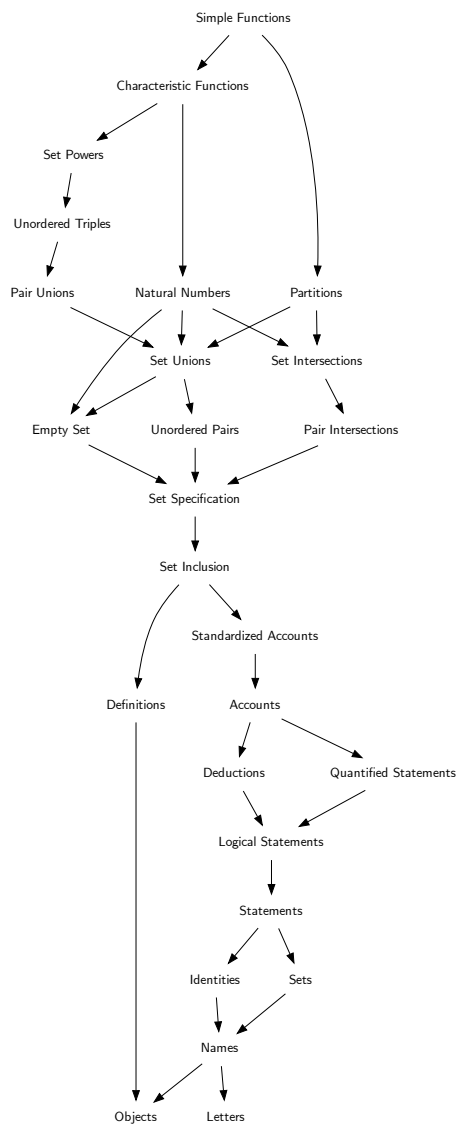 Simple Functions
Characteristic Functions
Set Powers
Unordered Triples
Pair Unions
Natural Numbers
Partitions
Set Unions
Set Intersections
Empty Set
Unordered Pairs
Pair Intersections
Set Specification
Set Inclusion
Standardized Accounts
Definitions
Accounts
Deductions
Quantified Statements
Logical Statements
Statements
Identities
Sets
Names
Objects
Letters